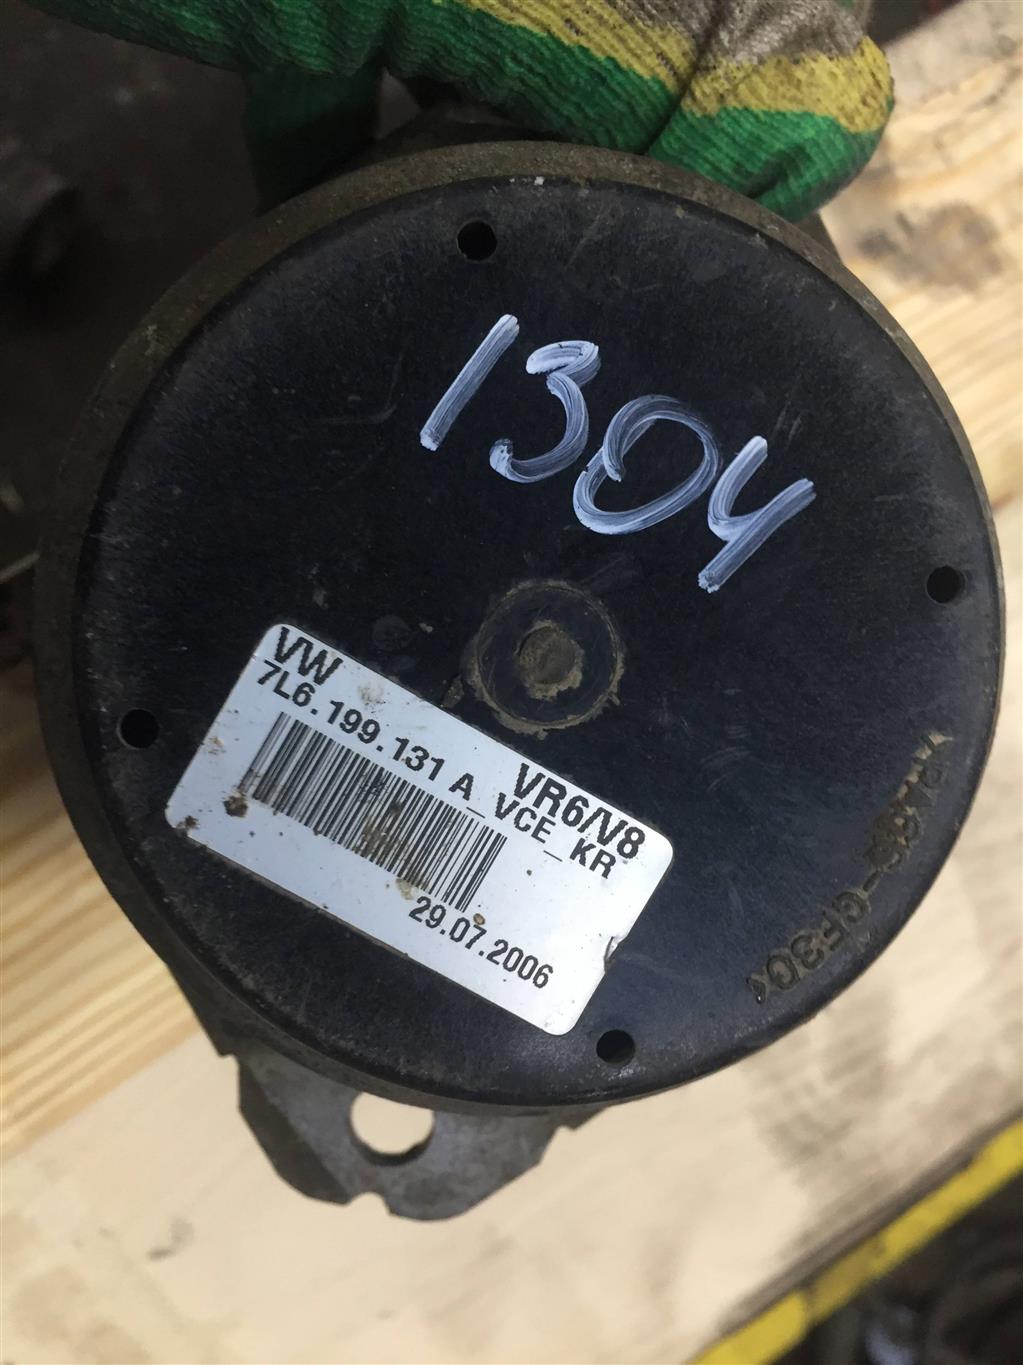 1304
VW
7L6.199.131 A_VCE_KR
VR6/V8
29.07.2006